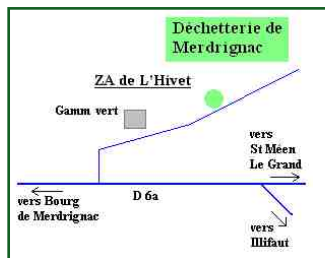 Déchetterie de
Merdrignac
ZA de L'Hivet
Gamm vert
vers
St Méen
Le Grand
vers Bourg
de Merdrignac
D 6a
vers
Illifaut